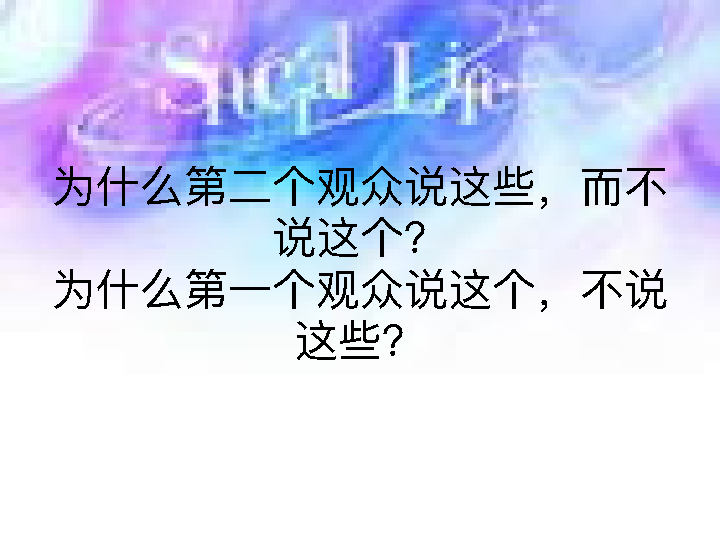 Special Life
为什么第二个观众说这些，而不
说这个？
为什么第一个观众说这个，不说
这些？